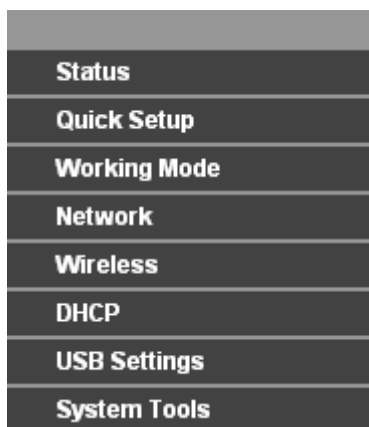 Status
Quick Setup
Working Mode
Network
Wireless
DHCP
USB Settings
System Tools